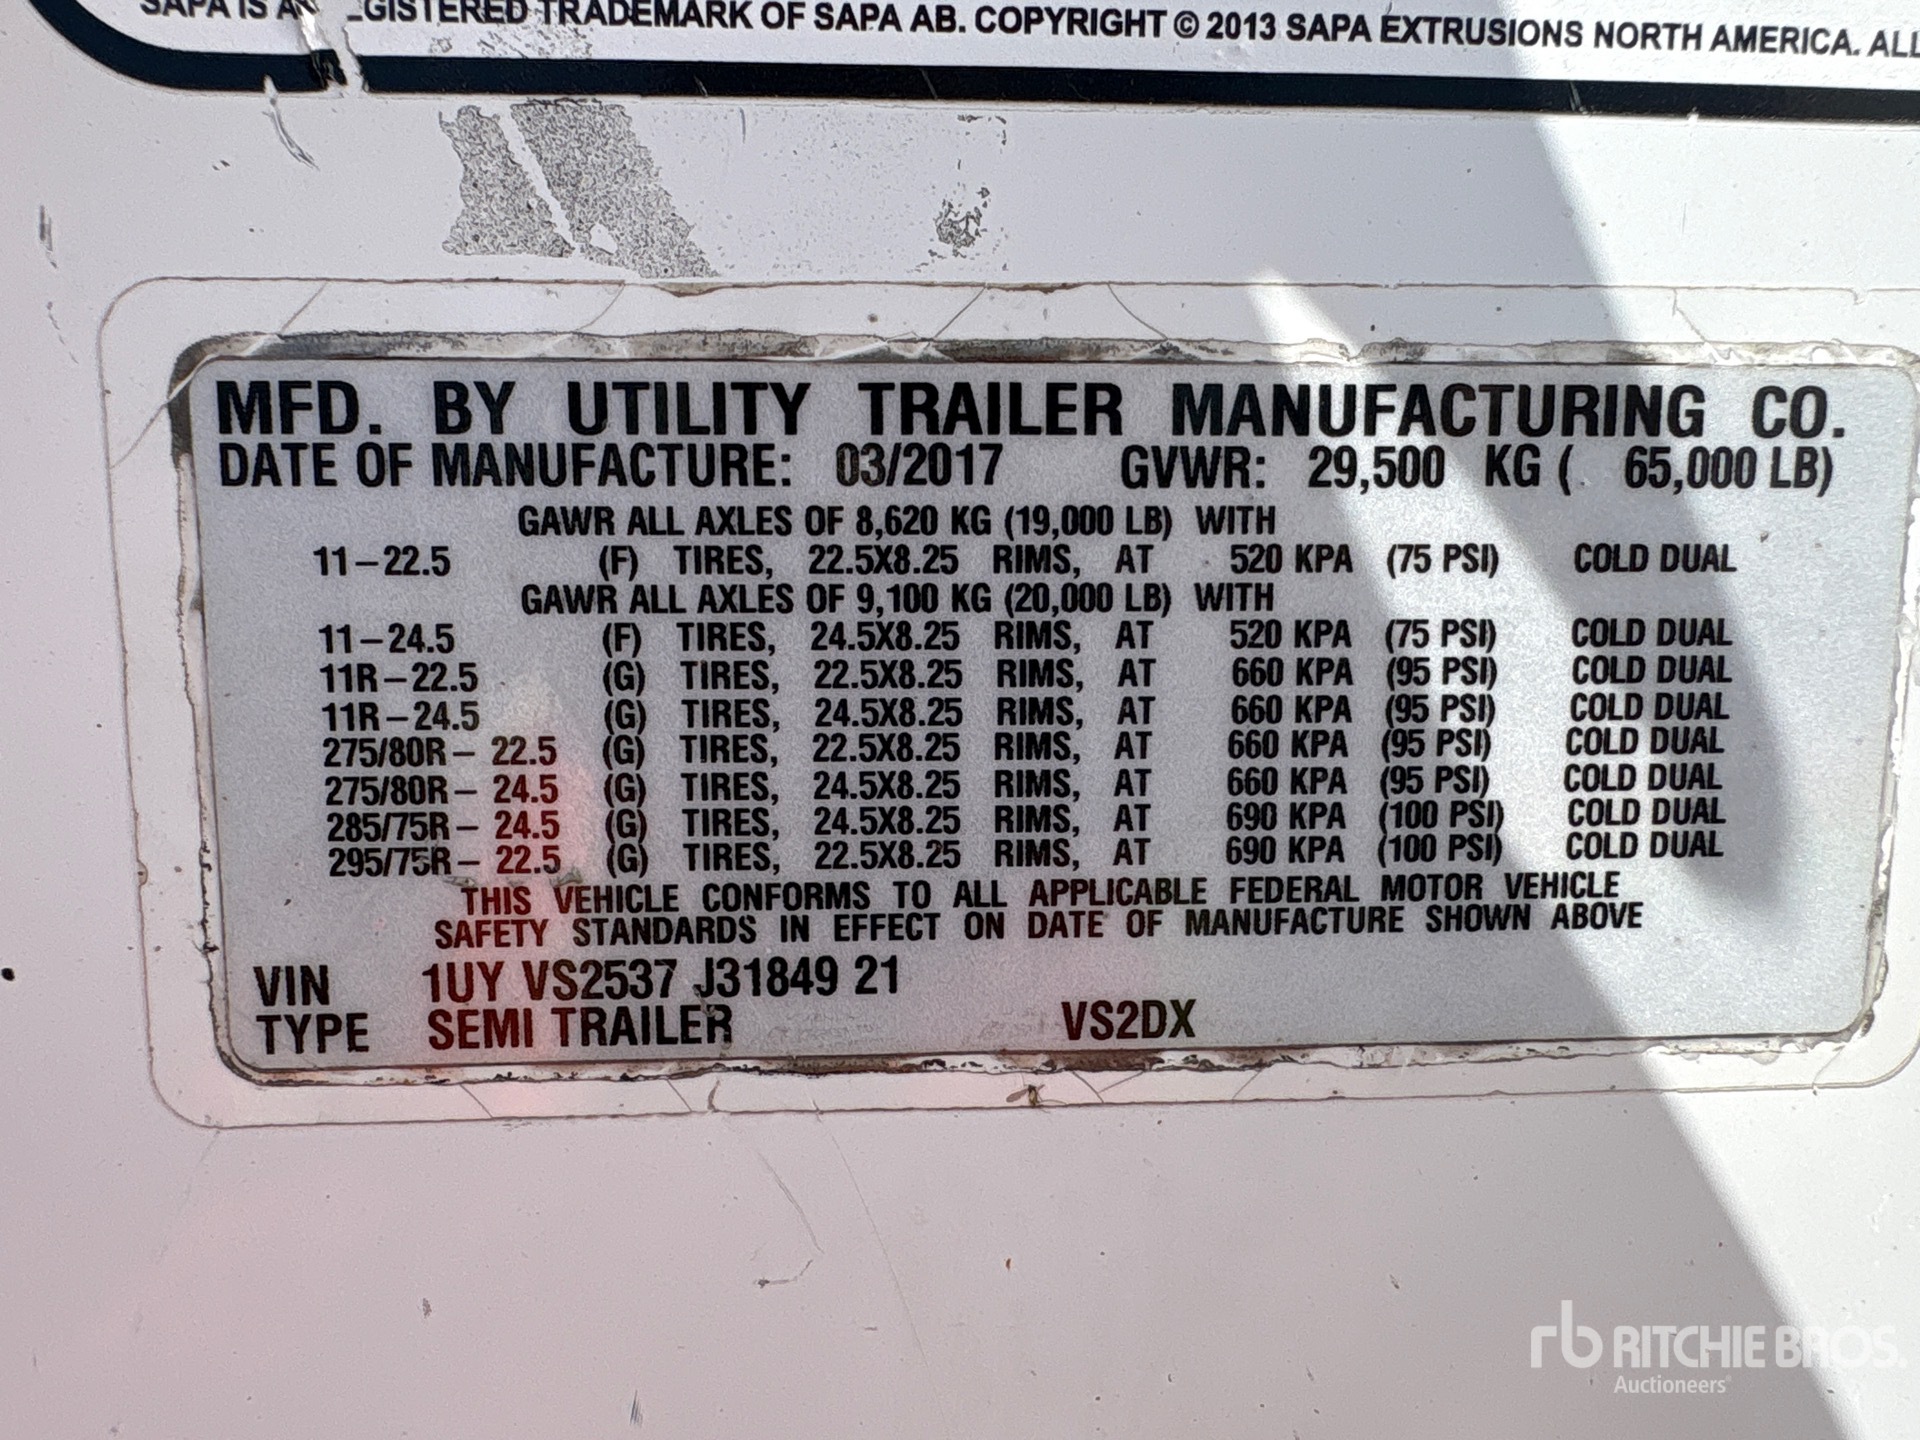 SAPA IS A GISTERED TRADEMARK OF SAPA AB. COPYRIGHT © 2013 SAPA EXTRUSIONS NORTH AMERICA. ALL
MFD. BY UTILITY TRAILER MANUFACTURING CO.
DATE OF MANUFACTURE: 03/2017 GVWR: 29,500 KG ( 65,000 LB)
GAWR ALL AXLES OF 8,620 KG (19,000 LB) WITH
11-22.5 (F) TIRES, 22.5X8.25 RIMS, AT 520 KPA (75 PSI) COLD DUAL
GAWR ALL AXLES OF 9,100 KG (20,000 LB) WITH
11-24.5 (F) TIRES, 24.5X8.25 RIMS, AT 520 KPA (75 PSI) COLD DUAL
11R-22.5 (G) TIRES, 22.5X8.25 RIMS, AT 660 KPA (95 PSI) COLD DUAL
11R-24.5 (G) TIRES, 24.5X8.25 RIMS, AT 660 KPA (95 PSI) COLD DUAL
275/80R- 22.5 (G) TIRES, 22.5X8.25 RIMS, AT 660 KPA (95 PSI) COLD DUAL
275/80R- 24.5 (G) TIRES, 24.5X8.25 RIMS, AT 660 KPA (95 PSI) COLD DUAL
285/75R- 24.5 (G) TIRES, 24.5X8.25 RIMS, AT 690 KPA (100 PSI) COLD DUAL
295/75R- 22.5 (G) TIRES, 22.5X8.25 RIMS, AT 690 KPA (100 PSI) COLD DUAL
THIS VEHICLE CONFORMS TO ALL APPLICABLE FEDERAL MOTOR VEHICLE
SAFETY STANDARDS IN EFFECT ON DATE OF MANUFACTURE SHOWN ABOVE
VIN 1UY VS2537 J31849 21
TYPE SEMI TRAILER VS2DX
rb RITCHIE BROS.
Auctioneers